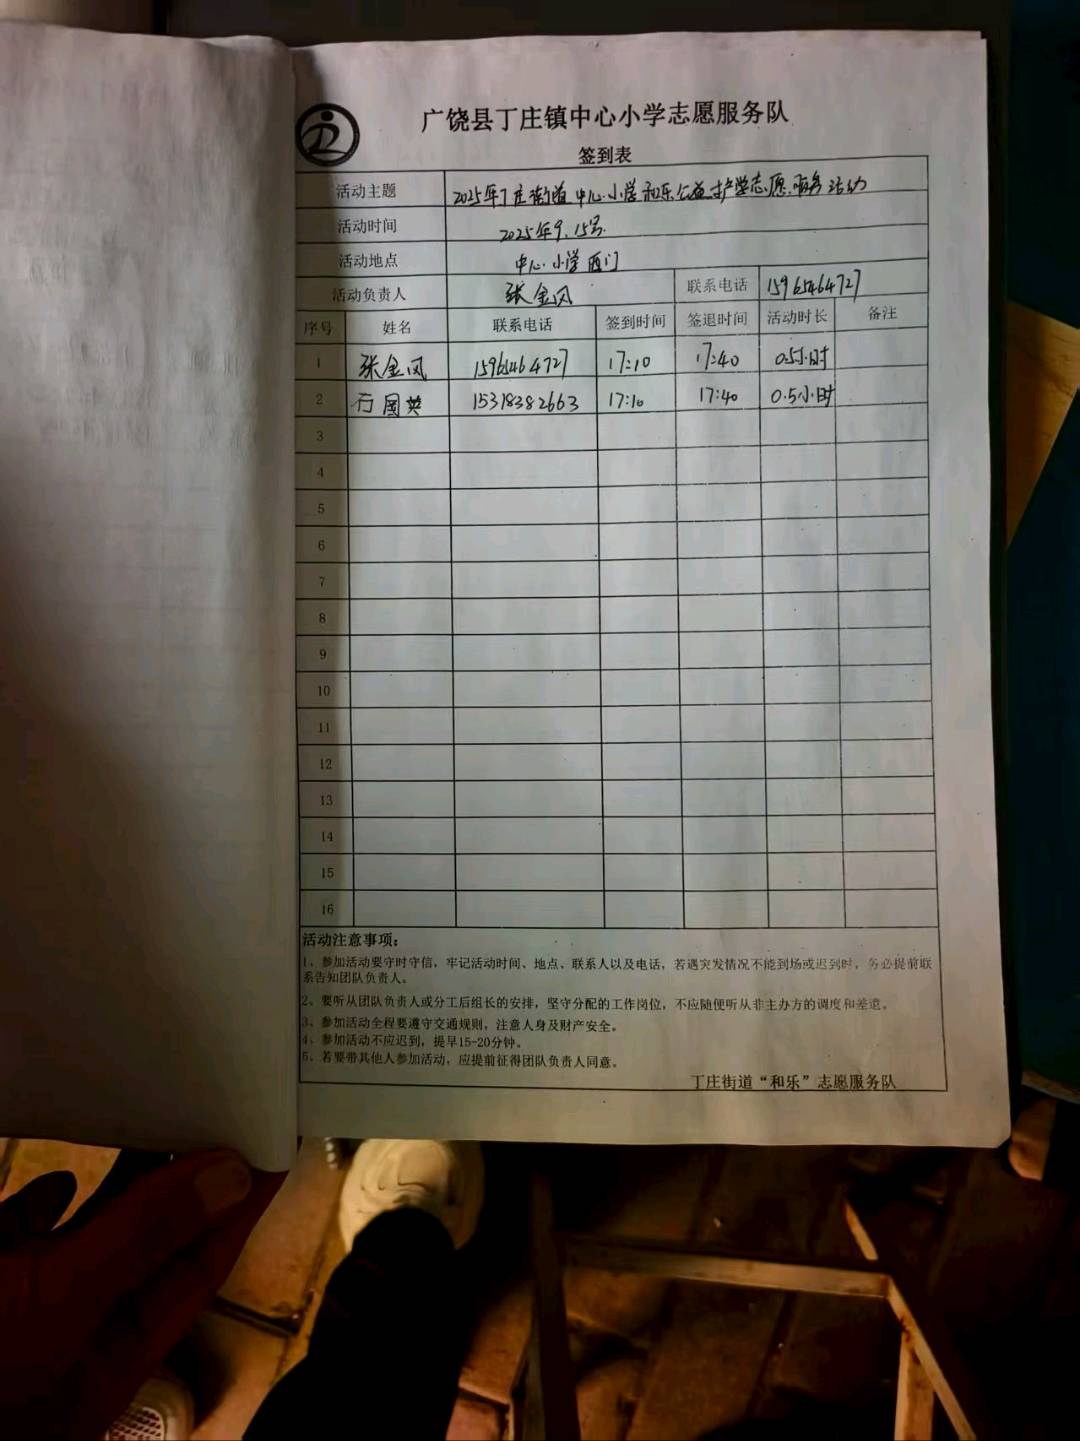 广饶县丁庄镇中心小学志愿服务队
签到表
活动主题 2025年丁庄街道中心小学和乐公益护学志愿服务活动
活动时间 2025年9.15号.
活动地点 中心小学西门
活动负责人 张金凤 联系电话 15965464727
序号 姓名 联系电话 签到时间 签退时间 活动时长 备注
1 张金凤 15965464727 17:10 17:40 0.5小时
2 国英 15318382663 17:10 17:40 0.5小时
3
4
5
6
7
8
9
10
11
12
13
14
15
16
活动注意事项：
1、参加活动要守时守信，牢记活动时间、地点、联系人以及电话，若遇突发情况不能到场或迟到时，务必提前联
系告知团队负责人。
2、要听从团队负责人或分工后组长的安排，坚守分配的工作岗位，不应随便听从非主办方的调度和差遣。
3、参加活动全程要遵守交通规则，注意人身及财产安全。
4、参加活动不应迟到，提早15-20分钟。
5、若要带其他人参加活动，应提前征得团队负责人同意。
丁庄街道“和乐”志愿服务队